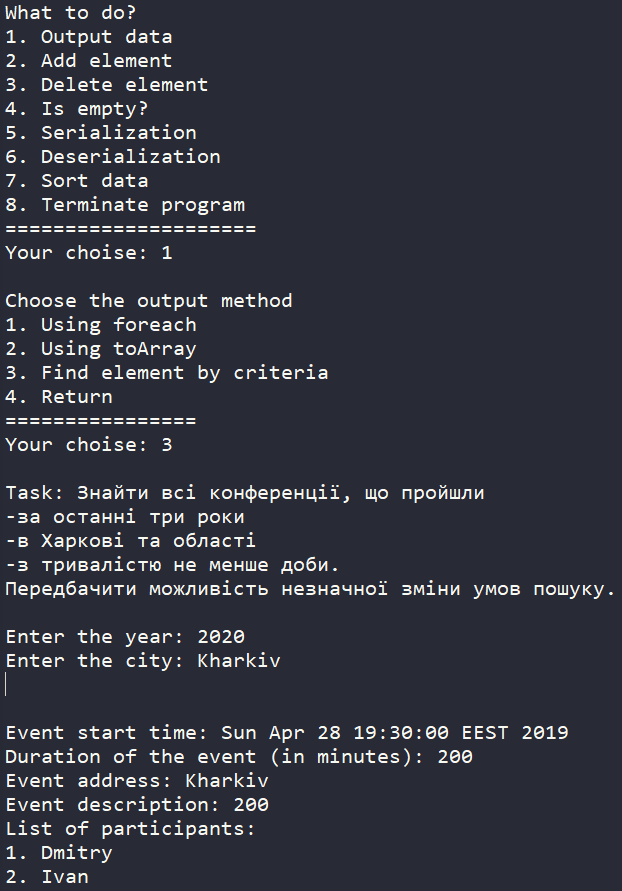 What to do?
1. Output data
2. Add element
3. Delete element
4. Is empty?
5. Serialization
6. Deserialization
7. Sort data
8. Terminate program
=====================
Your choise: 1
Choose the output method
1. Using foreach
2. Using toArray
3. Find element by criteria
4. Return
================
Your choise: 3
Task: Знайти всі конференції, що пройшли
-за останні три роки
-в Харкові та області
-з тривалістю не менше доби.
Передбачити можливість незначної зміни умов пошуку.
Enter the year: 2020
Enter the city: Kharkiv
Event start time: Sun Apr 28 19:30:00 EEST 2019
Duration of the event (in minutes): 200
Event address: Kharkiv
Event description: 200
List of participants:
1. Dmitry
2. Ivan